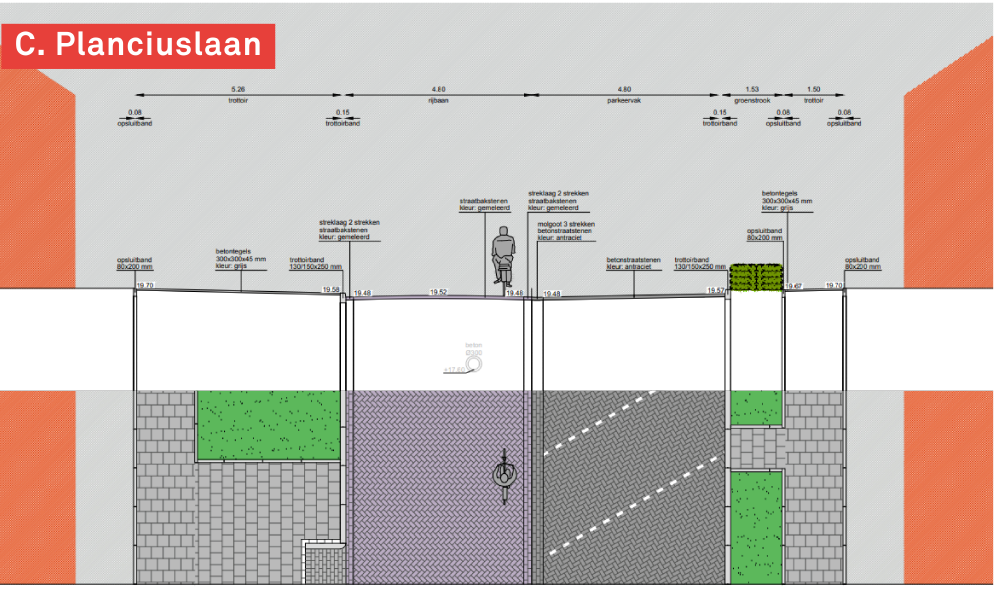 C. Planciuslaan
5.26
4.80
4.80
1.53
1.50
trottoir
rijbaan
parkeervak
groenstrook
trottoir
0.08
0.15
0.15
0.08
0.08
opsluitband
trottoirband
trottoirband
opsluitband
opsluitband
straatbakstenen
kleur: gemeleerd
streklaag 2 strekken
straatbakstenen
kleur: gemeleerd
betontegels
300x300x45 mm
kleur: grijs
streklaag 2 strekken
straatbakstenen
kleur: gemeleerd
molgoot 3 strekken
betonstraatstenen
kleur: antraciet
opsluitband
80x200 mm
betontegels
300x300x45 mm
kleur: grijs
opsluitband
80x200 mm
trottoirband
130/150x250 mm
betonstraatstenen
kleur: antraciet
trottoirband
130/150x250 mm
opsluitband
80x200 mm
19.70
19.58
19.48
19.52
19.48
19.48
19.57
19.67
19.70
beton
Ø300